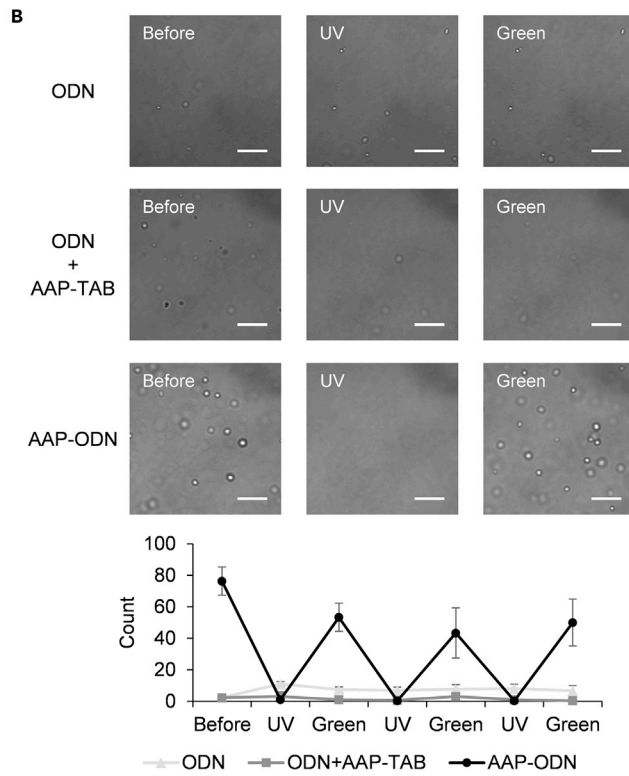 B
Before UV Green
ODN
Before UV Green
ODN
+
AAP-TAB
Before UV Green
AAP-ODN
100
80
60
40
20
0
Count
Before UV Green UV Green UV Green
ODN ODN+AAP-TAB AAP-ODN